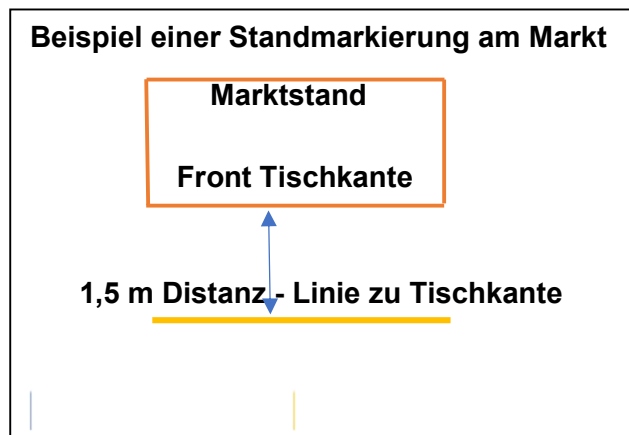 Beispiel einer Standmarkierung am Markt
Marktstand
Front Tischkante
1,5 m Distanz - Linie zu Tischkante